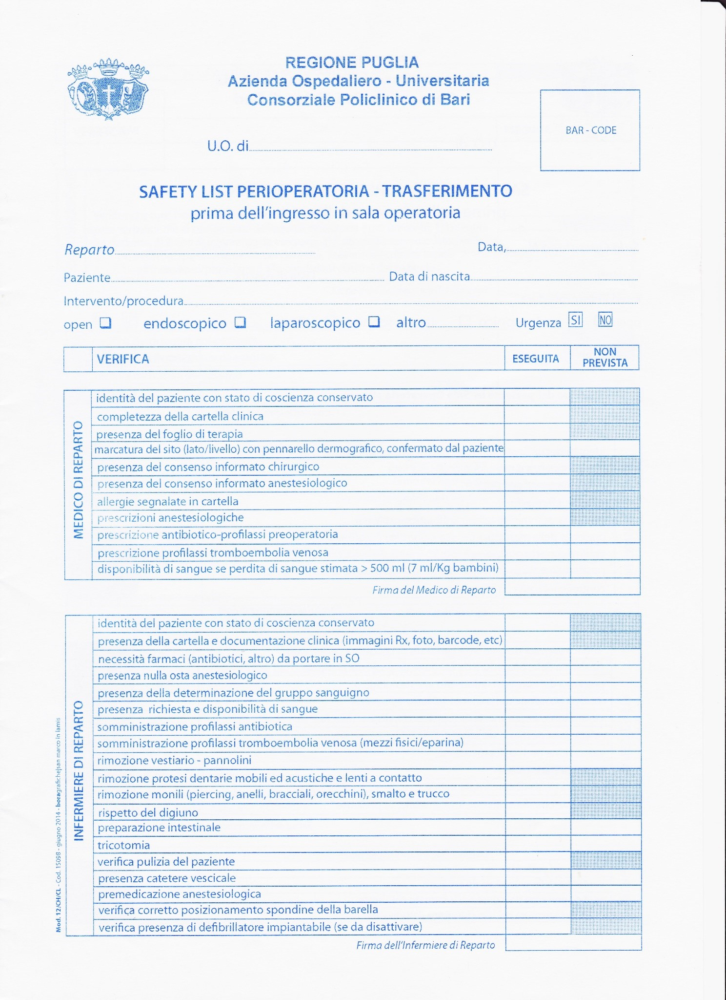 REGIONE PUGLIA
Azienda Ospedaliero - Universitaria
Consorziale Policlinico di Bari
BAR - CODE
U.O. di
SAFETY LIST PERIOPERATORIA - TRASFERIMENTO
prima dell'ingresso in sala operatoria
Reparto Data,
Paziente Data di nascita
Intervento/procedura
open ❑ endoscopico ❑ laparoscopico ❑ altro Urgenza SI NO
VERIFICA ESEGUITA NON PREVISTA
MEDICO DI REPARTO
identità del paziente con stato di coscienza conservato
completezza della cartella clinica
presenza del foglio di terapia
marcatura del sito (lato/livello) con pennarello dermografico, confermato dal paziente
presenza del consenso informato chirurgico
presenza del consenso informato anestesiologico
allergie segnalate in cartella
prescrizioni anestesiologiche
prescrizione antibiotico-profilassi preoperatoria
prescrizione profilassi tromboembolia venosa
disponibilità di sangue se perdita di sangue stimata > 500 ml (7 ml/Kg bambini)
Firma del Medico di Reparto
INFERMIERE DI REPARTO
identità del paziente con stato di coscienza conservato
presenza della cartella e documentazione clinica (immagini Rx, foto, barcode, etc)
necessità farmaci (antibiotici, altro) da portare in SO
presenza nulla osta anestesiologico
presenza della determinazione del gruppo sanguigno
presenza richiesta e disponibilità di sangue
somministrazione profilassi antibiotica
somministrazione profilassi tromboembolia venosa (mezzi fisici/eparina)
rimozione vestiario - pannolini
rimozione protesi dentarie mobili ed acustiche e lenti a contatto
rimozione monili (piercing, anelli, bracciali, orecchini), smalto e trucco
rispetto del digiuno
preparazione intestinale
tricotomia
verifica pulizia del paziente
presenza catetere vescicale
premedicazione anestesiologica
verifica corretto posizionamento spondine della barella
verifica presenza di defibrillatore impiantabile (se da disattivare)
Firma dell'Infermiere di Reparto
Mod. 12/CH/CL - Cod. 15098 - giugno 2014 - boragrafiche|san marco in lamis